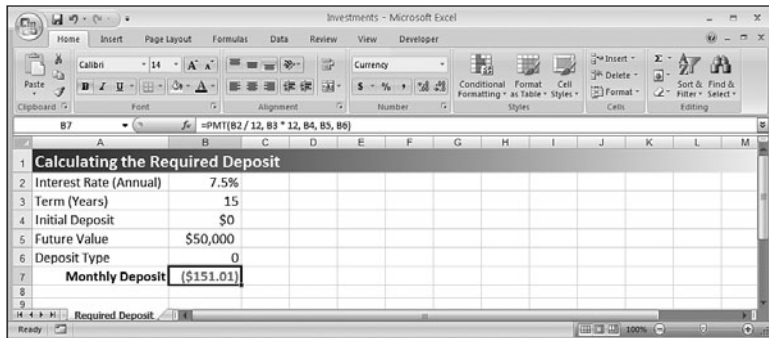 Investments - Microsoft Excel
Home Insert Page Layout Formulas Data Review View Developer
Calibri 14 A A
Currency
Paste
B I U A
$ % ,
Conditional Formatting Format as Table Cell Styles
Insert
Delete
Format
Σ
Sort & Filter Find & Select
Clipboard Font Alignment Number Styles Cells Editing
B7 fx =PMT(B2 / 12, B3 * 12, B4, B5, B6)
A B C D E F G H I J K L M
1 Calculating the Required Deposit
2 Interest Rate (Annual) 7.5%
3 Term (Years) 15
4 Initial Deposit $0
5 Future Value $50,000
6 Deposit Type 0
7 Monthly Deposit ($151.01)
8
9
Required Deposit
Ready 100%